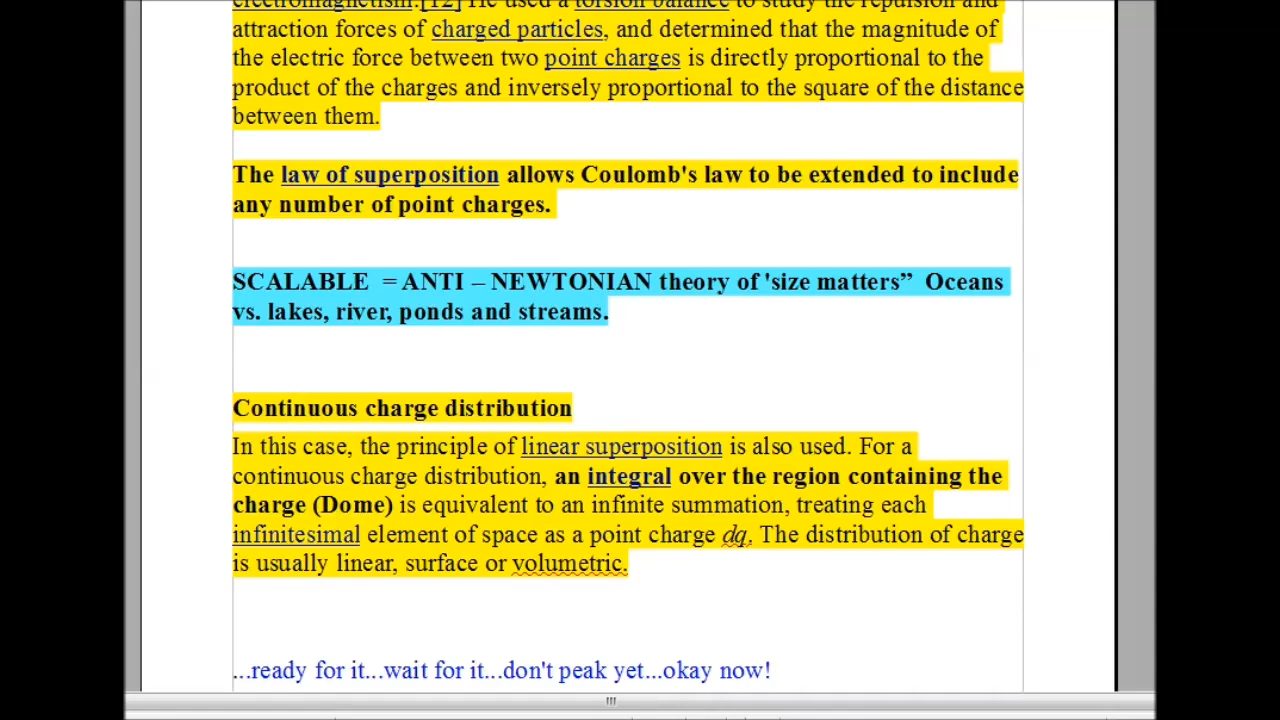 electromagnetism.[12] He used a torsion balance to study the repulsion and
attraction forces of charged particles, and determined that the magnitude of
the electric force between two point charges is directly proportional to the
product of the charges and inversely proportional to the square of the distance
between them.
The law of superposition allows Coulomb's law to be extended to include
any number of point charges.
SCALABLE = ANTI – NEWTONIAN theory of 'size matters” Oceans
vs. lakes, river, ponds and streams.
Continuous charge distribution
In this case, the principle of linear superposition is also used. For a
continuous charge distribution, an integral over the region containing the
charge (Dome) is equivalent to an infinite summation, treating each
infinitesimal element of space as a point charge dq. The distribution of charge
is usually linear, surface or volumetric.
...ready for it...wait for it...don't peak yet...okay now!